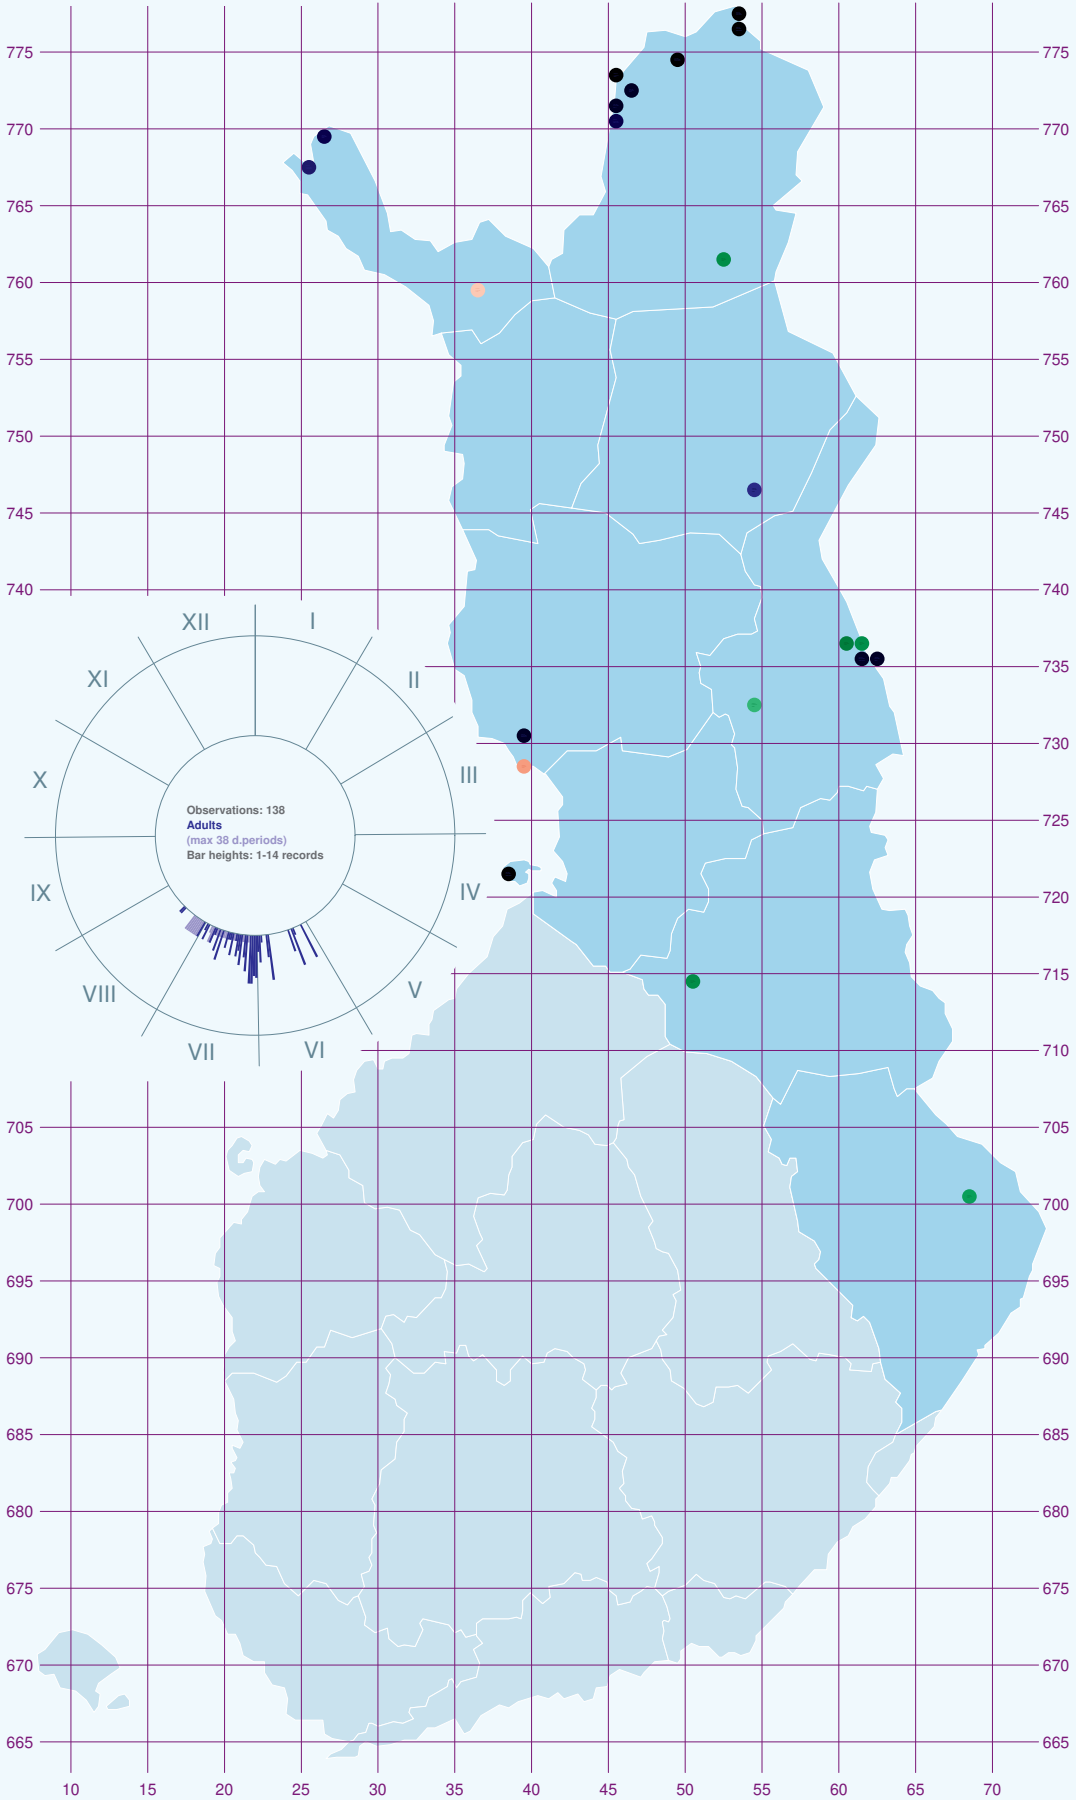 775 775
770 770
765 765
760 760
755 755
750 750
745 745
740 740
XII I
735
XI II
730
X III
Observations: 138
Adults
(max 38 d.periods)
Bar heights: 1-14 records
725
IX IV
720
VIII V
715
VII VI
710
705 705
700 700
695 695
690 690
685 685
680 680
675 675
670 670
665 665
10 15 20 25 30 35 40 45 50 55 60 65 70